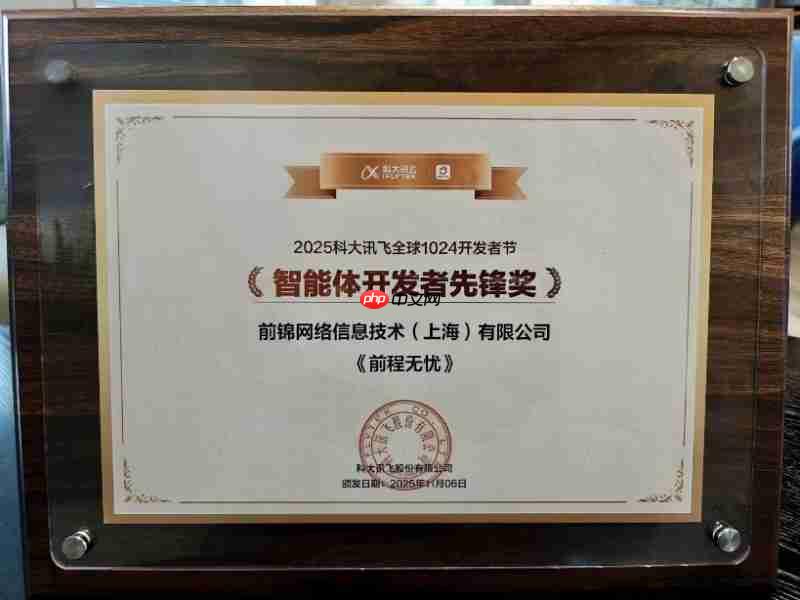 科大讯飞
IFLYTEK
2025科大讯飞全球1024开发者节
《智能体开发者先锋奖》
php中文网
前锦网络信息技术（上海）有限公司
《前程无忧》
科大讯飞股份有限公司
颁发日期：2025年11月06日